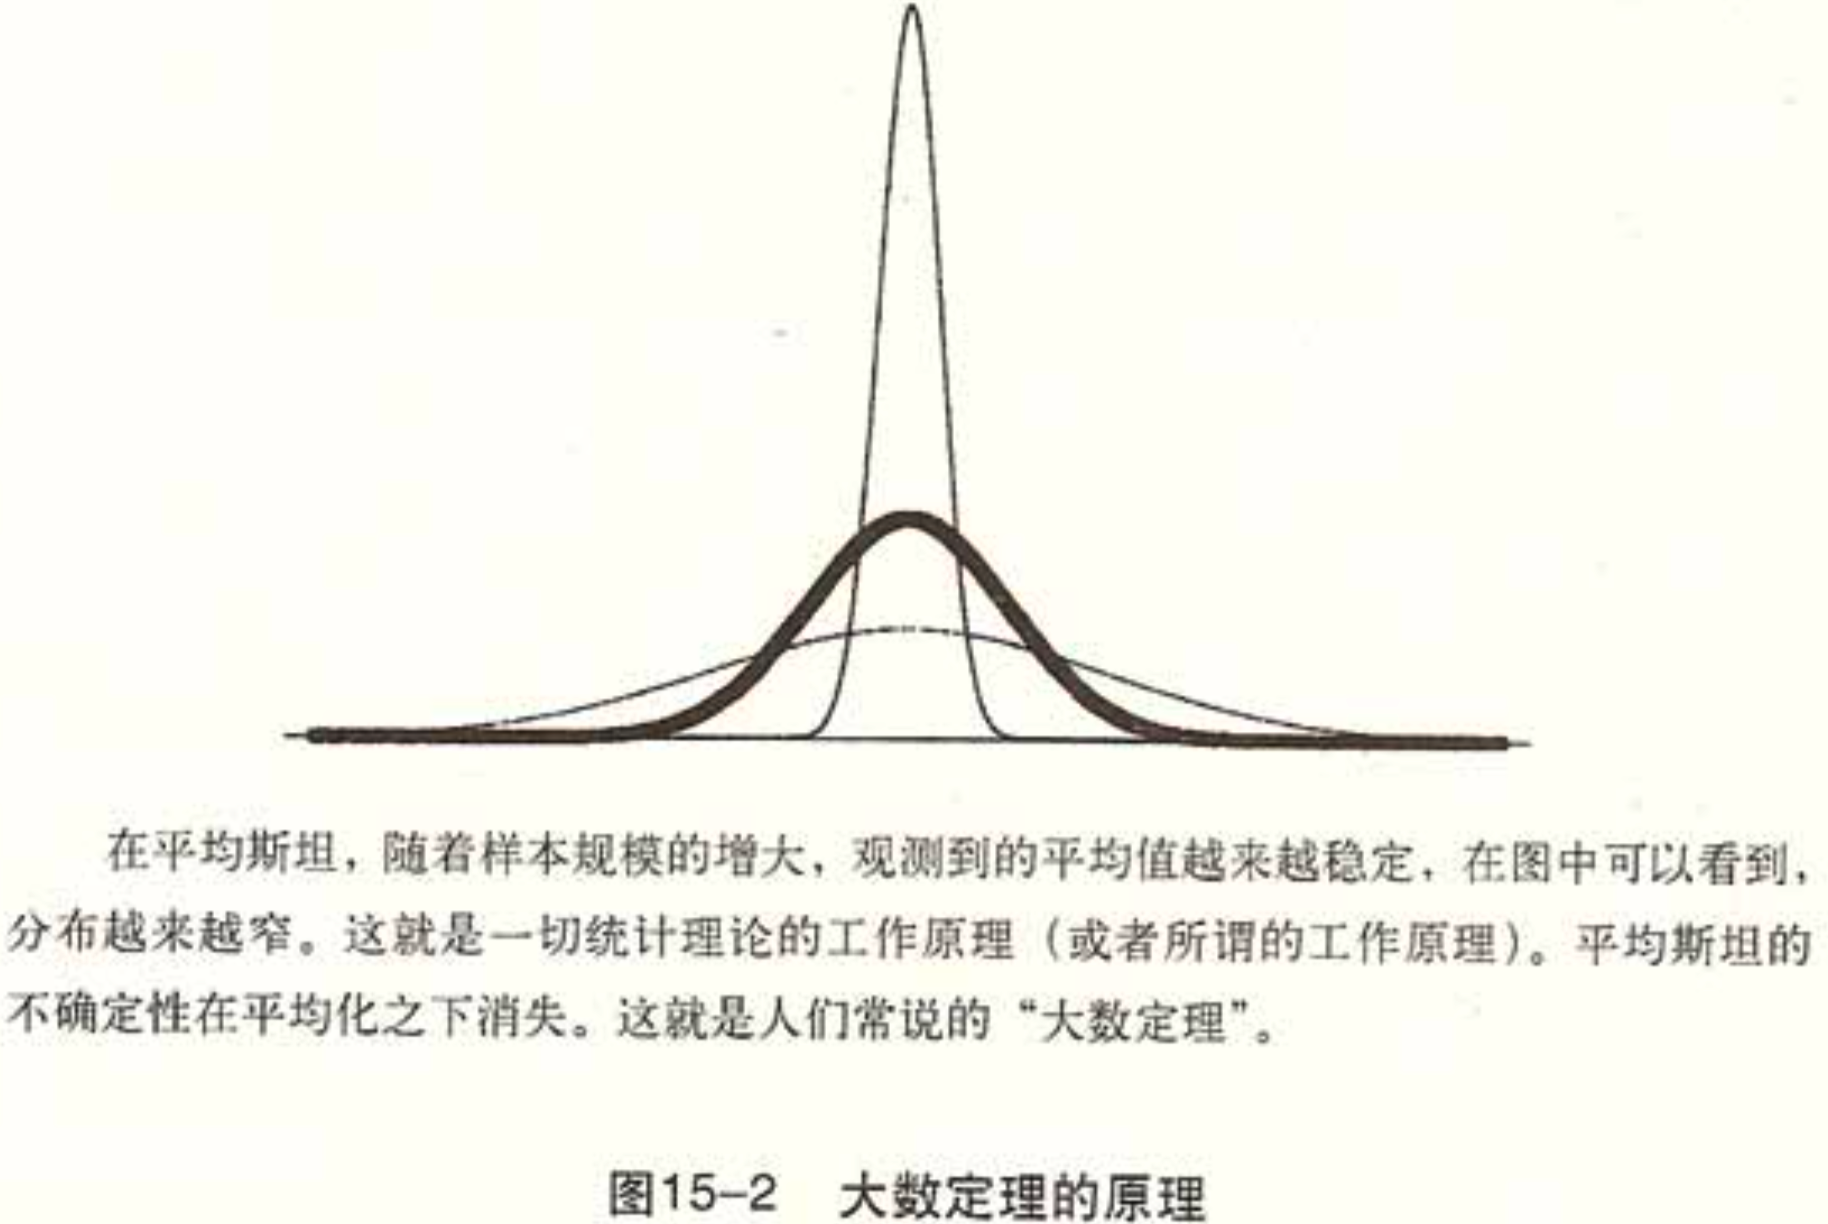 在平均斯坦，随着样本规模的增大，观测到的平均值越来越稳定，在图中可以看到，
分布越来越窄。这就是一切统计理论的工作原理（或者所谓的工作原理）。平均斯坦的
不确定性在平均化之下消失。这就是人们常说的“大数定理”。
图15-2 大数定理的原理